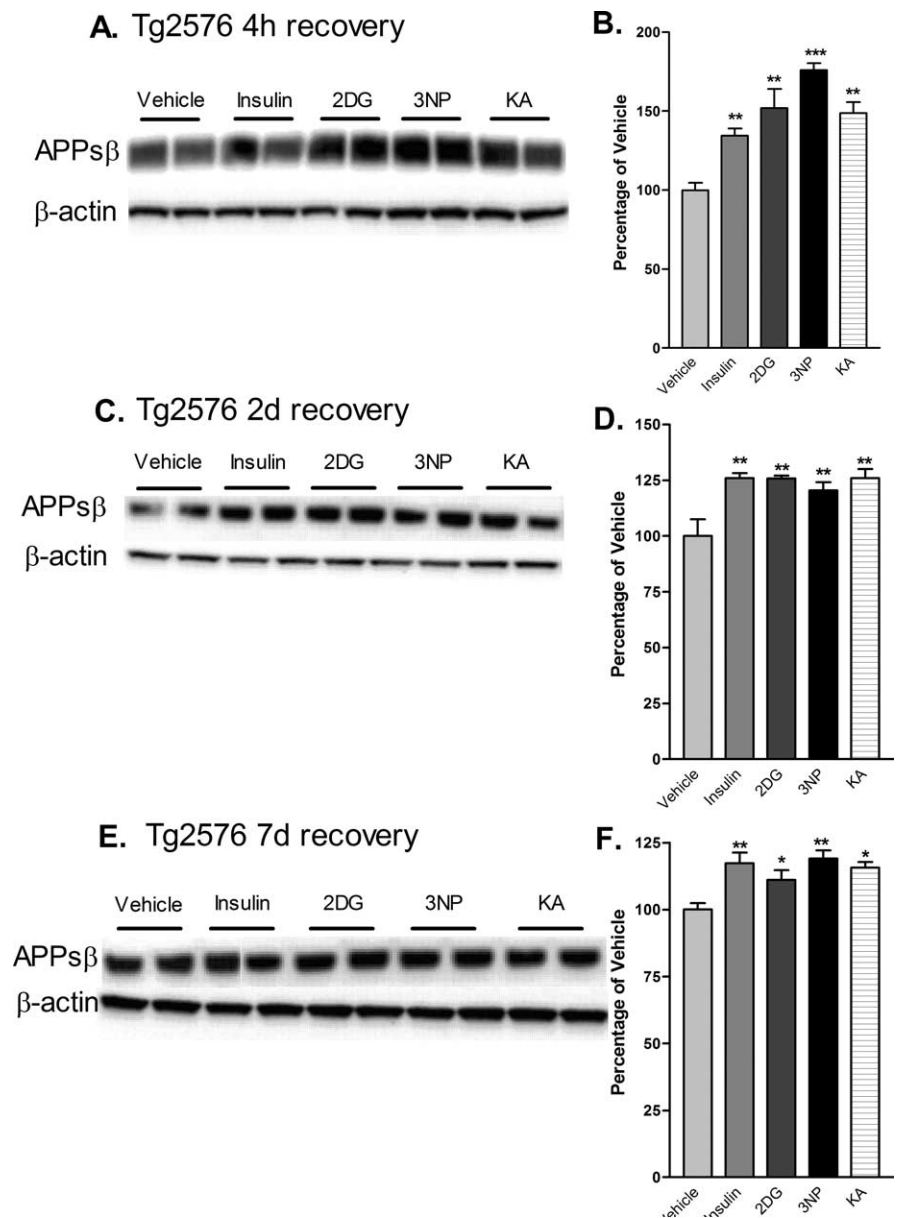 A. Tg2576 4h recovery
Vehicle Insulin 2DG 3NP KA
APPsβ
β-actin
B.
Percentage of Vehicle
200
150
100
50
0
**
**
***
**
Vehicle Insulin 2DG 3NP KA
C. Tg2576 2d recovery
Vehicle Insulin 2DG 3NP KA
APPsβ
β-actin
D.
Percentage of Vehicle
150
125
100
75
50
25
0
**
**
**
**
Vehicle Insulin 2DG 3NP KA
E. Tg2576 7d recovery
Vehicle Insulin 2DG 3NP KA
APPsβ
β-actin
F.
Percentage of Vehicle
125
100
75
50
25
0
**
*
**
*
Vehicle Insulin 2DG 3NP KA